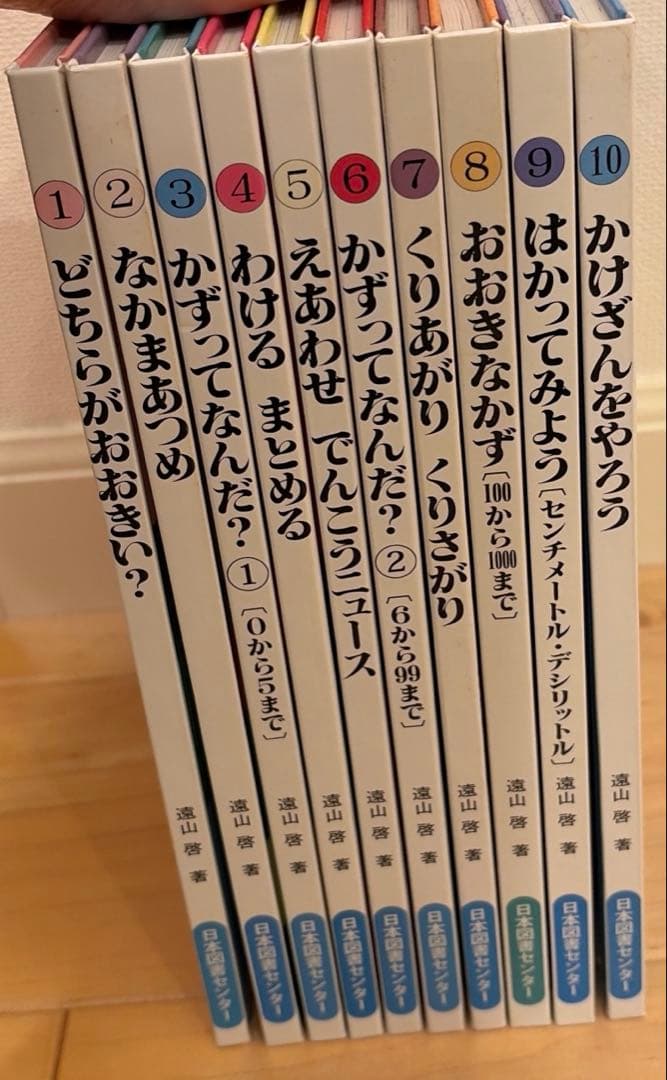 1
どちらがおおきい?
遠山 啓 著
日本図書センター
2
なかまあつめ
遠山 啓 著
日本図書センター
3
かずってなんだ? ①
[0から5まで]
遠山 啓 著
日本図書センター
4
わける まとめる
遠山 啓 著
日本図書センター
5
えあわせ でんこうニュース
遠山 啓 著
日本図書センター
6
かずってなんだ? ②
[6から99まで]
遠山 啓 著
日本図書センター
7
くりあがり くりさがり
遠山 啓 著
日本図書センター
8
おおきなかず[100から1000まで]
遠山 啓 著
日本図書センター
9
はかってみよう[センチメートル・デシリットル]
遠山 啓 著
日本図書センター
10
かけざんをやろう
遠山 啓 著
日本図書センター